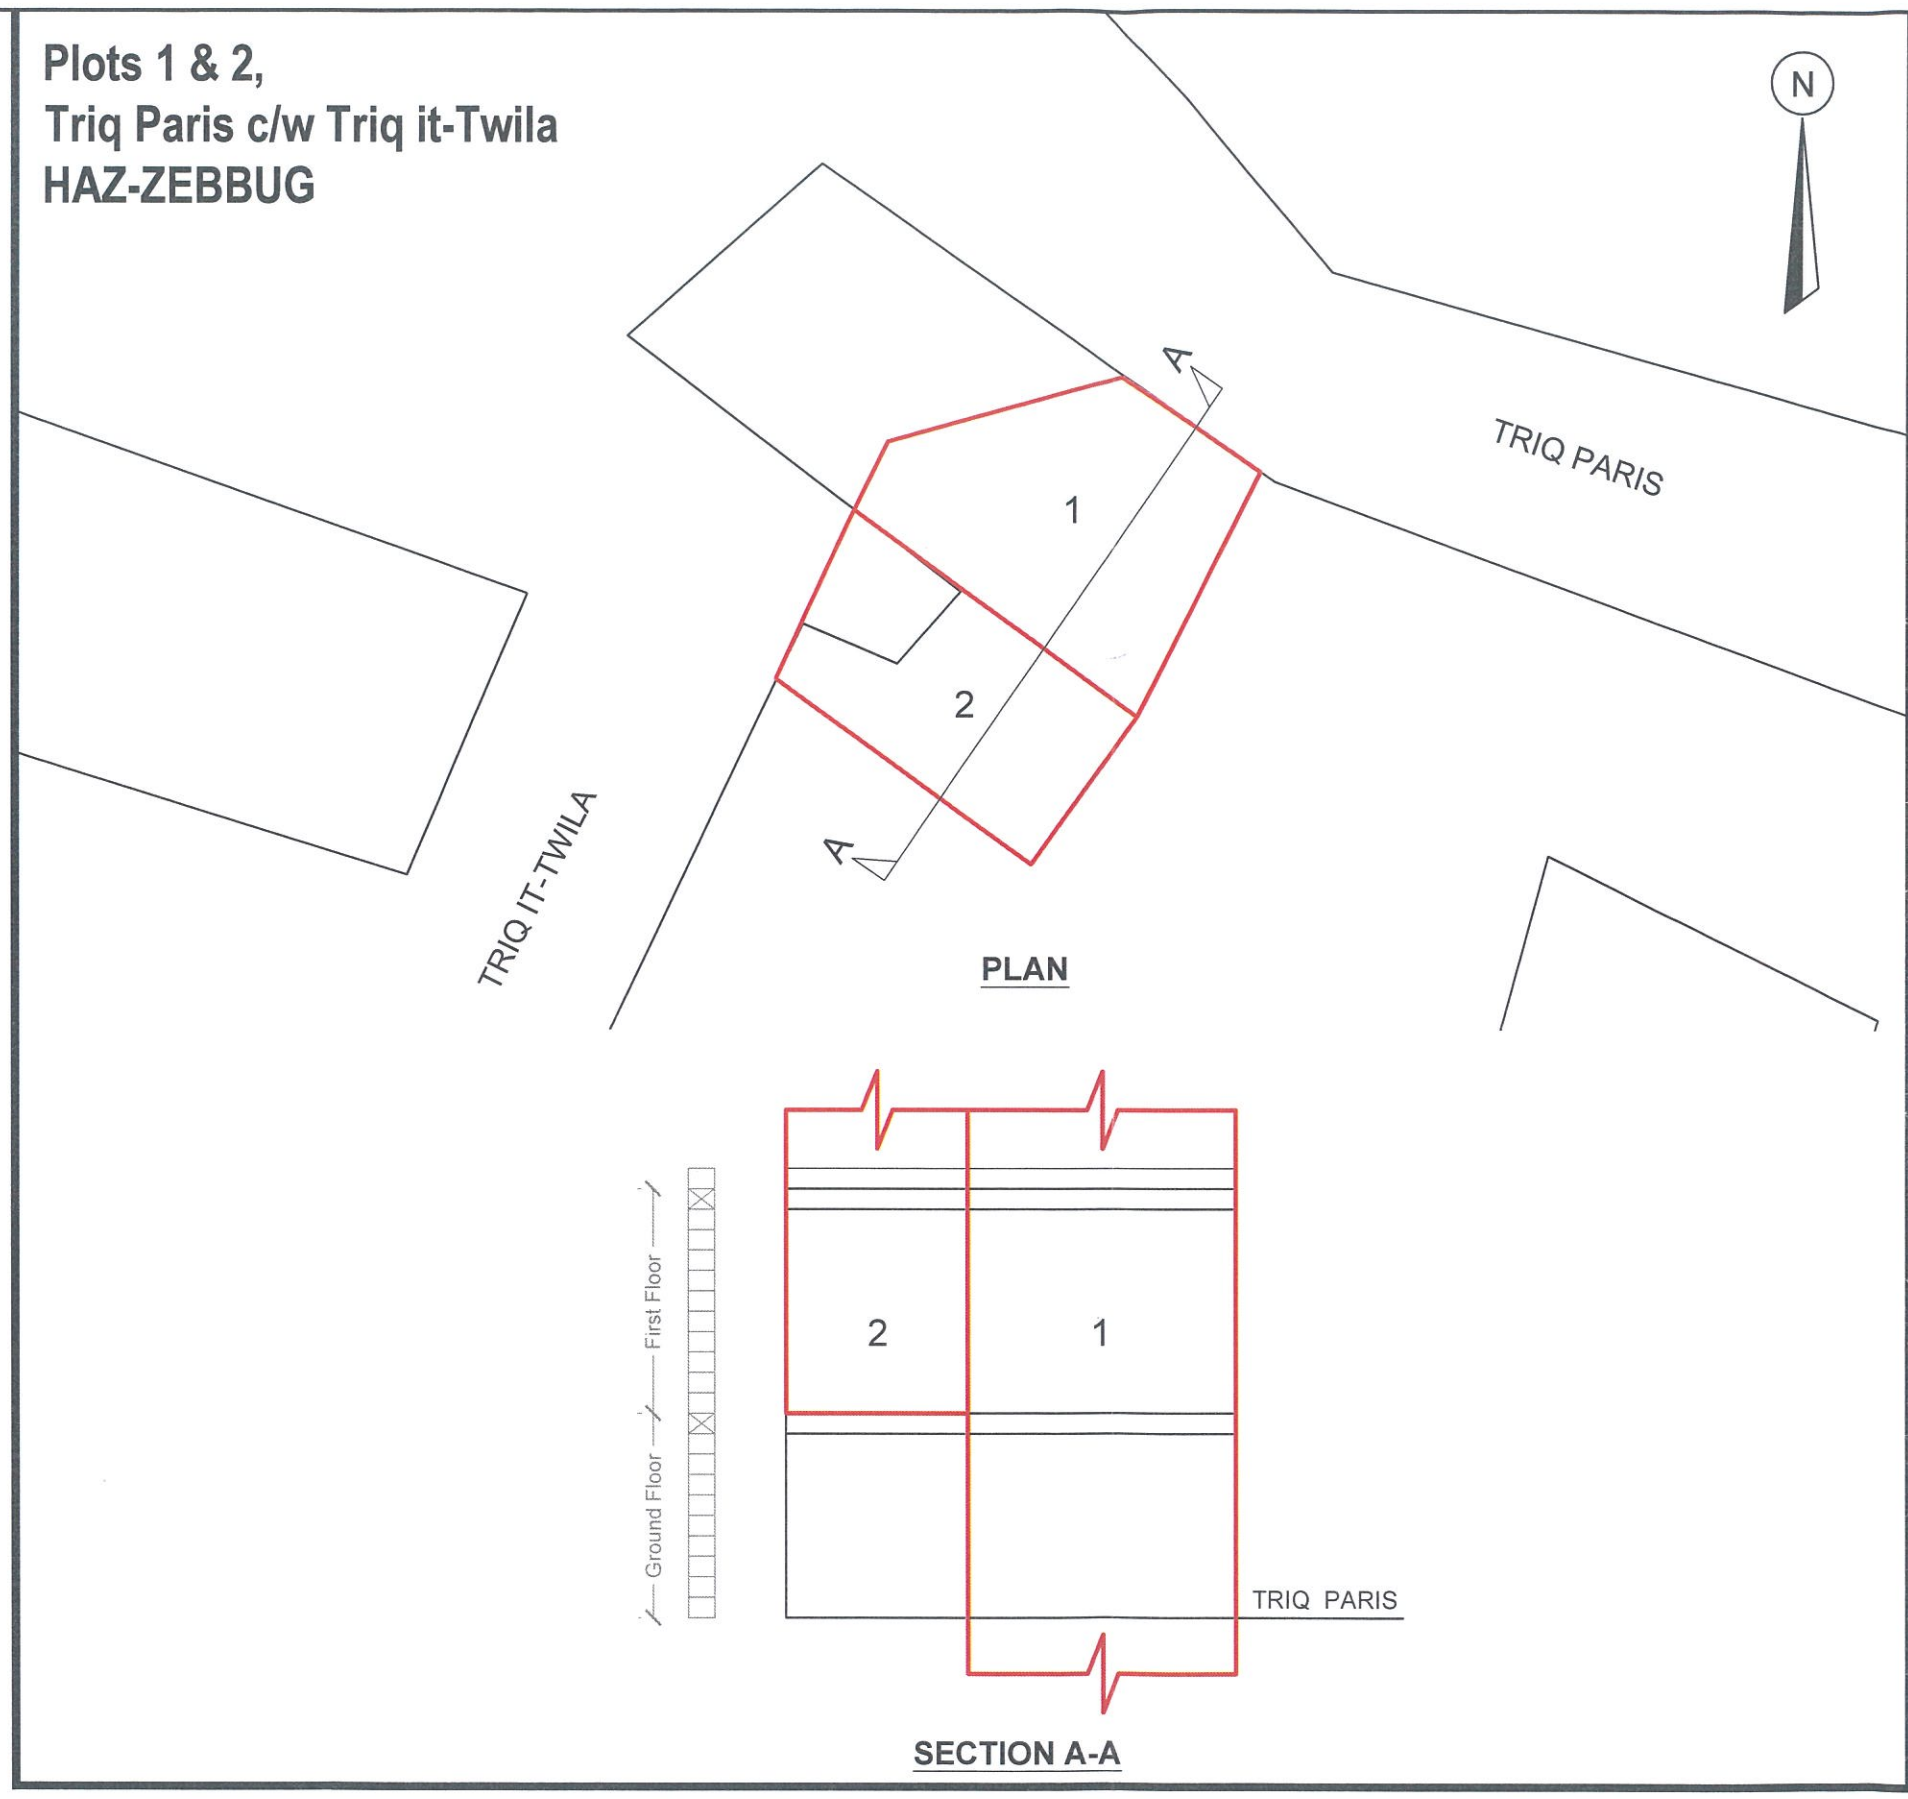 Plots 1 & 2,
Triq Paris c/w Triq it-Twila
HAZ-ZEBBUG
N
A
TRIQ PARIS
1
2
A
TRIQ IT-TWILA
PLAN
First Floor
2
1
Ground Floor
TRIQ PARIS
SECTION A-A